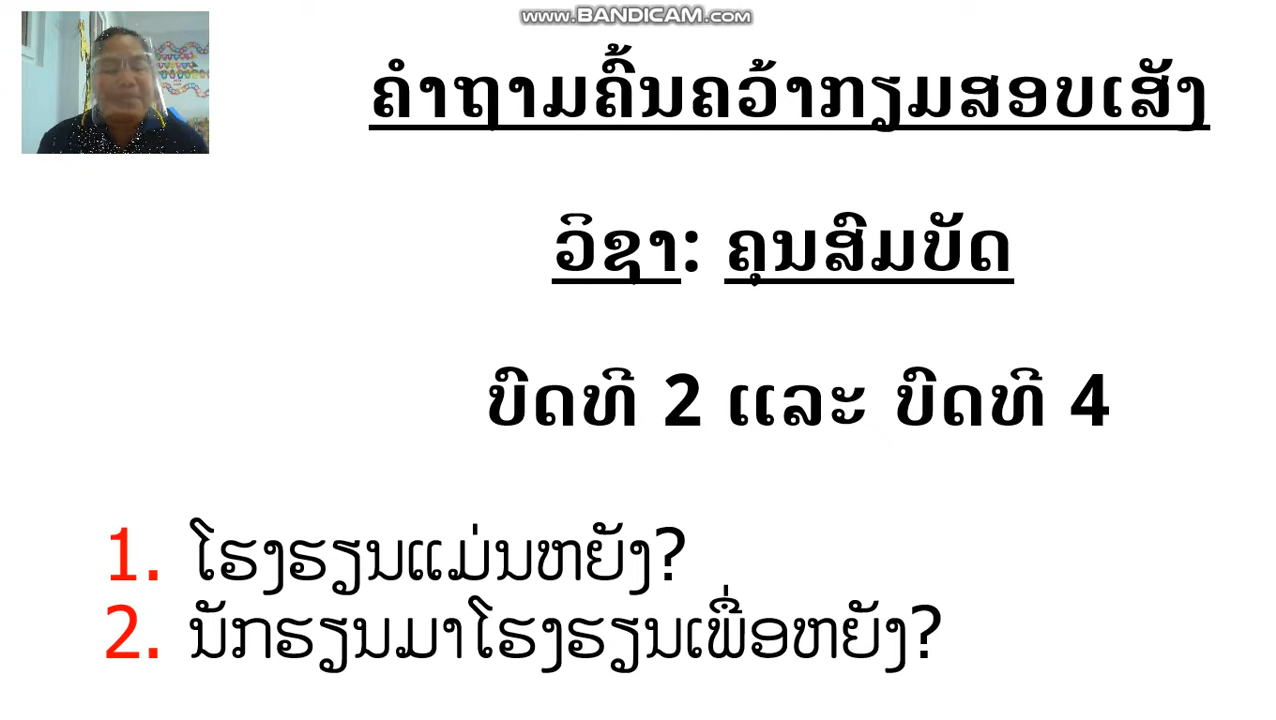 www.BANDICAM.com
ຄຳຖາມຄົ້ນຄວ້າກຽມສອບເສັງ
ວິຊາ: ຄຸນສົມບັດ
ບົດທີ 2 ແລະ ບົດທີ 4
1. ໂຮງຮຽນແມ່ນຫຍັງ?
2. ນັກຮຽນມາໂຮງຮຽນເພື່ອຫຍັງ?